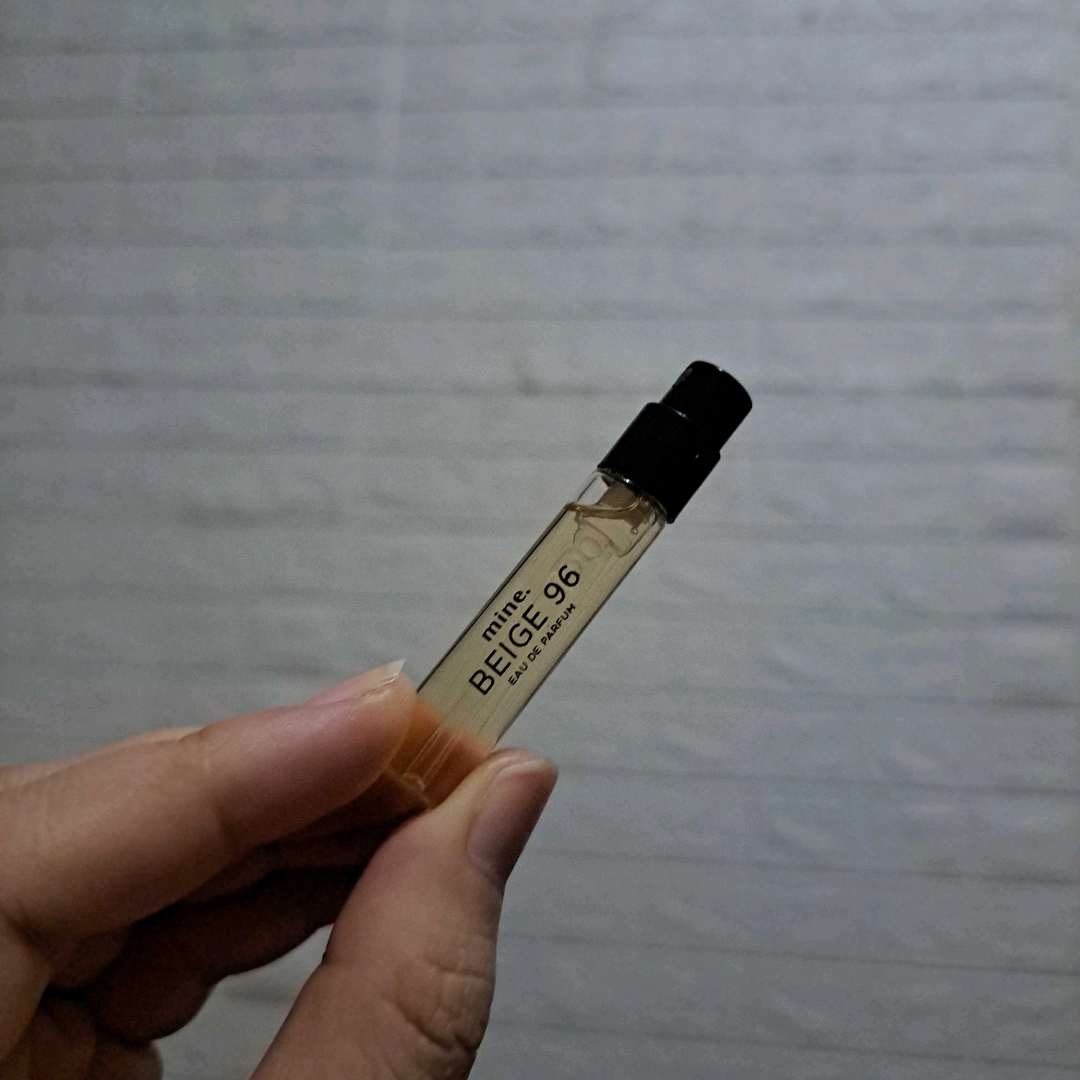 mine.
BEIGE 96
EAU DE PARFUM